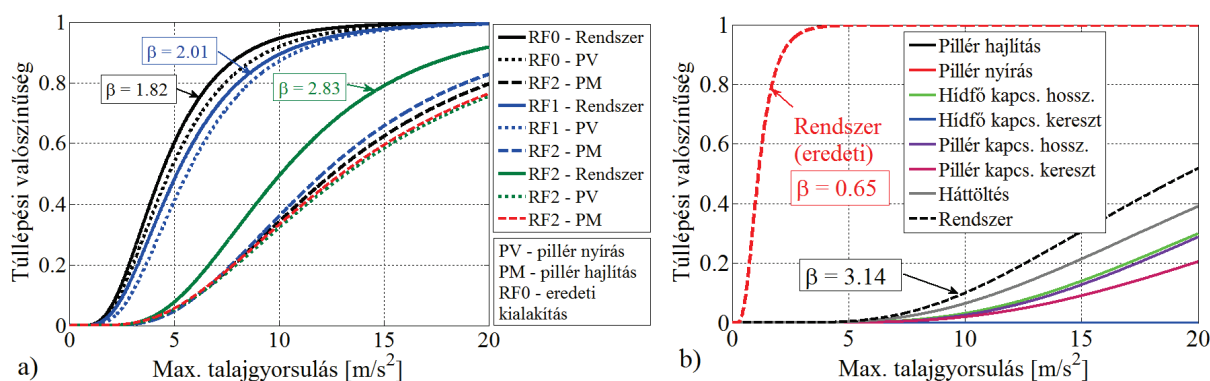 Túllépési valószínűség
1
0.8
0.6
0.4
0.2
0
0
5
10
15
20
Max. talajgyorsulás [m/s²]
a)
β = 2.01
β = 1.82
β = 2.83
RF0 - Rendszer
RF0 - PV
RF2 - PM
RF1 - Rendszer
RF1 - PV
RF2 - PM
RF2 - Rendszer
RF2 - PV
RF2 - PM
PV - pillér nyírás
PM - pillér hajlítás
RF0 - eredeti
kialakítás
Túllépési valószínűség
1
0.8
0.6
0.4
0.2
0
0
5
10
15
20
Max. talajgyorsulás [m/s²]
b)
Rendszer
(eredeti)
β = 0.65
β = 3.14
Pillér hajlítás
Pillér nyírás
Hídfő kapcs. hossz.
Hídfő kapcs. kereszt
Pillér kapcs. hossz.
Pillér kapcs. kereszt
Háttöltés
Rendszer